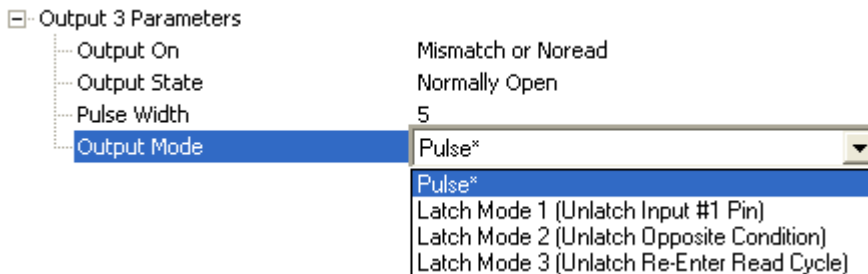 Output 3 Parameters
Output On Mismatch or Noread
Output State Normally Open
Pulse Width 5
Output Mode Pulse*
Pulse*
Latch Mode 1 (Unlatch Input #1 Pin)
Latch Mode 2 (Unlatch Opposite Condition)
Latch Mode 3 (Unlatch Re-Enter Read Cycle)